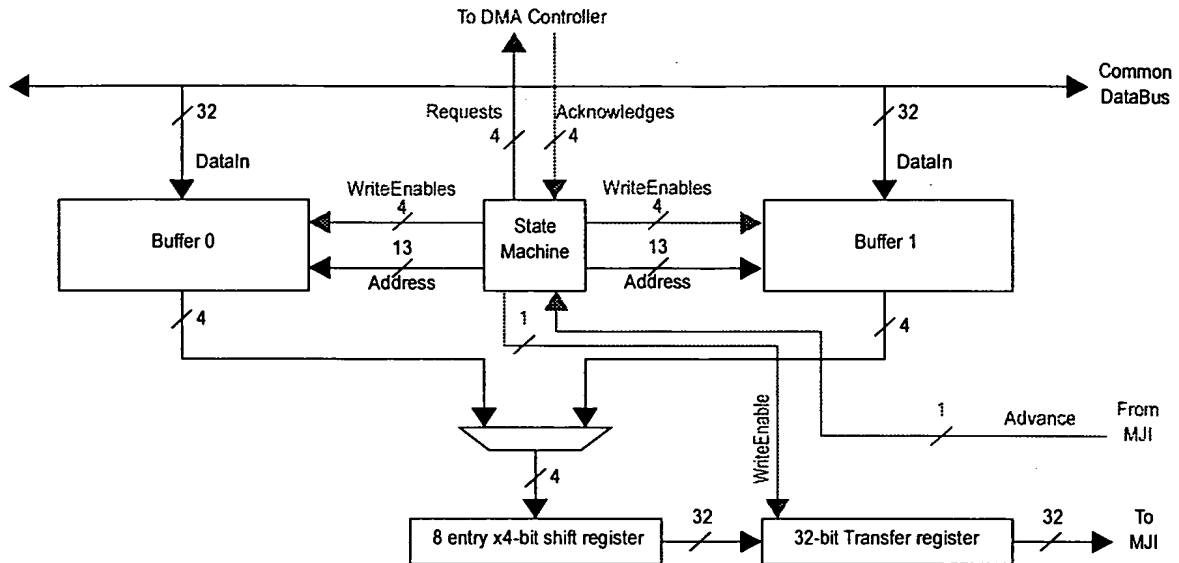 To DMA Controller
Common
DataBus
32
Requests
4
Acknowledges
4
32
DataIn
DataIn
WriteEnables
4
WriteEnables
4
State
Machine
Buffer 0
Buffer 1
13
Address
13
Address
4
1
4
WriteEnable
1
Advance
From
MJI
4
8 entry x4-bit shift register
32
32-bit Transfer register
32
To
MJI